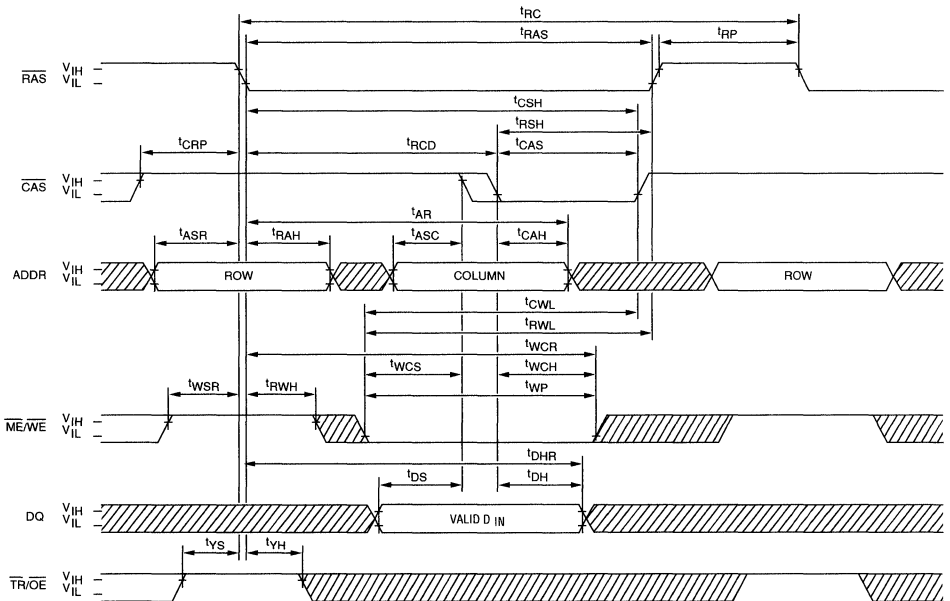 tRC
tRAS
tRP
RAS
VIH
VIL
tCSH
tRSH
tCRP
tRCD
tCAS
CAS
VIH
VIL
tAR
tASR
tRAH
tASC
tCAH
ADDR
VIH
VIL
ROW
COLUMN
ROW
tCWL
tRWL
tWCR
tWCS
tWCH
tWSR
tRWH
tWP
ME/WE
VIH
VIL
tDHR
tDS
tDH
DQ
VIH
VIL
VALID D IN
tYS
tYH
TR/OE
VIH
VIL